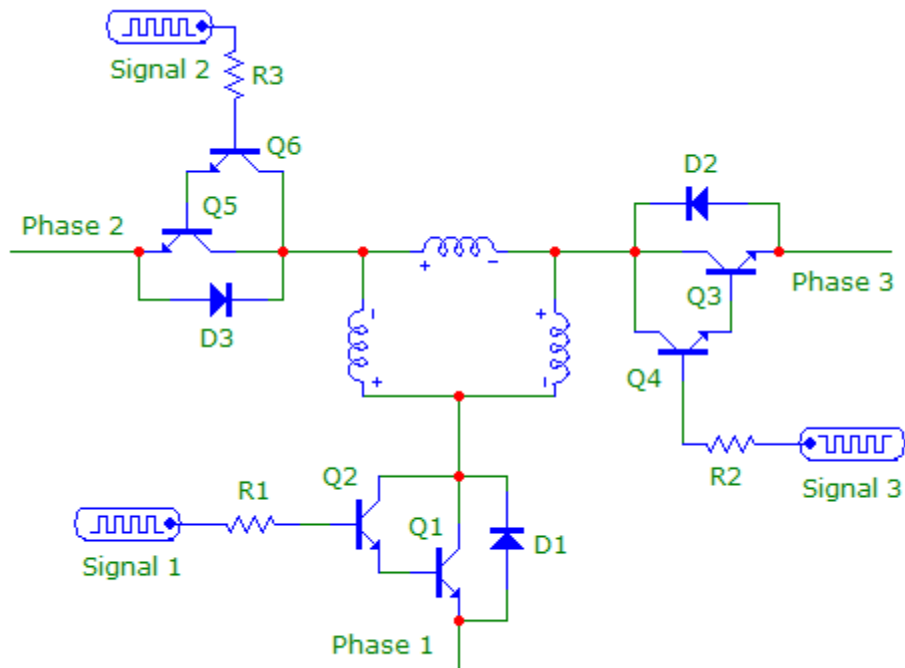 Signal 2
R3
Q6
D2
Q5
Phase 2
Q3
Phase 3
D3
+
-
-
+
+
-
Q4
R2
Signal 3
Q2
R1
Q1
D1
Signal 1
Phase 1